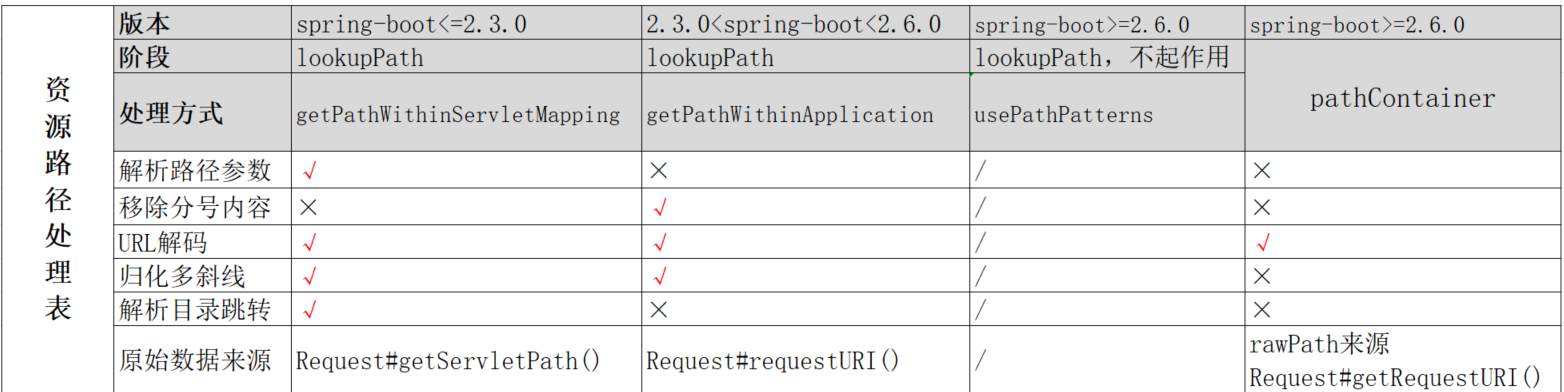 资源路径处理表
版本 spring-boot<=2.3.0 2.3.0<spring-boot<2.6.0 spring-boot>=2.6.0 spring-boot>=2.6.0
阶段 lookupPath lookupPath lookupPath，不起作用 pathContainer
处理方式 getPathWithinServletMapping getPathWithinApplication usePathPatterns
解析路径参数 √ × / ×
移除分号内容 × √ / ×
URL解码 √ √ / √
归化多斜线 √ √ / ×
解析目录跳转 √ × / ×
原始数据来源 Request#getServletPath() Request#requestURI() / rawPath来源
Request#getRequestURI()